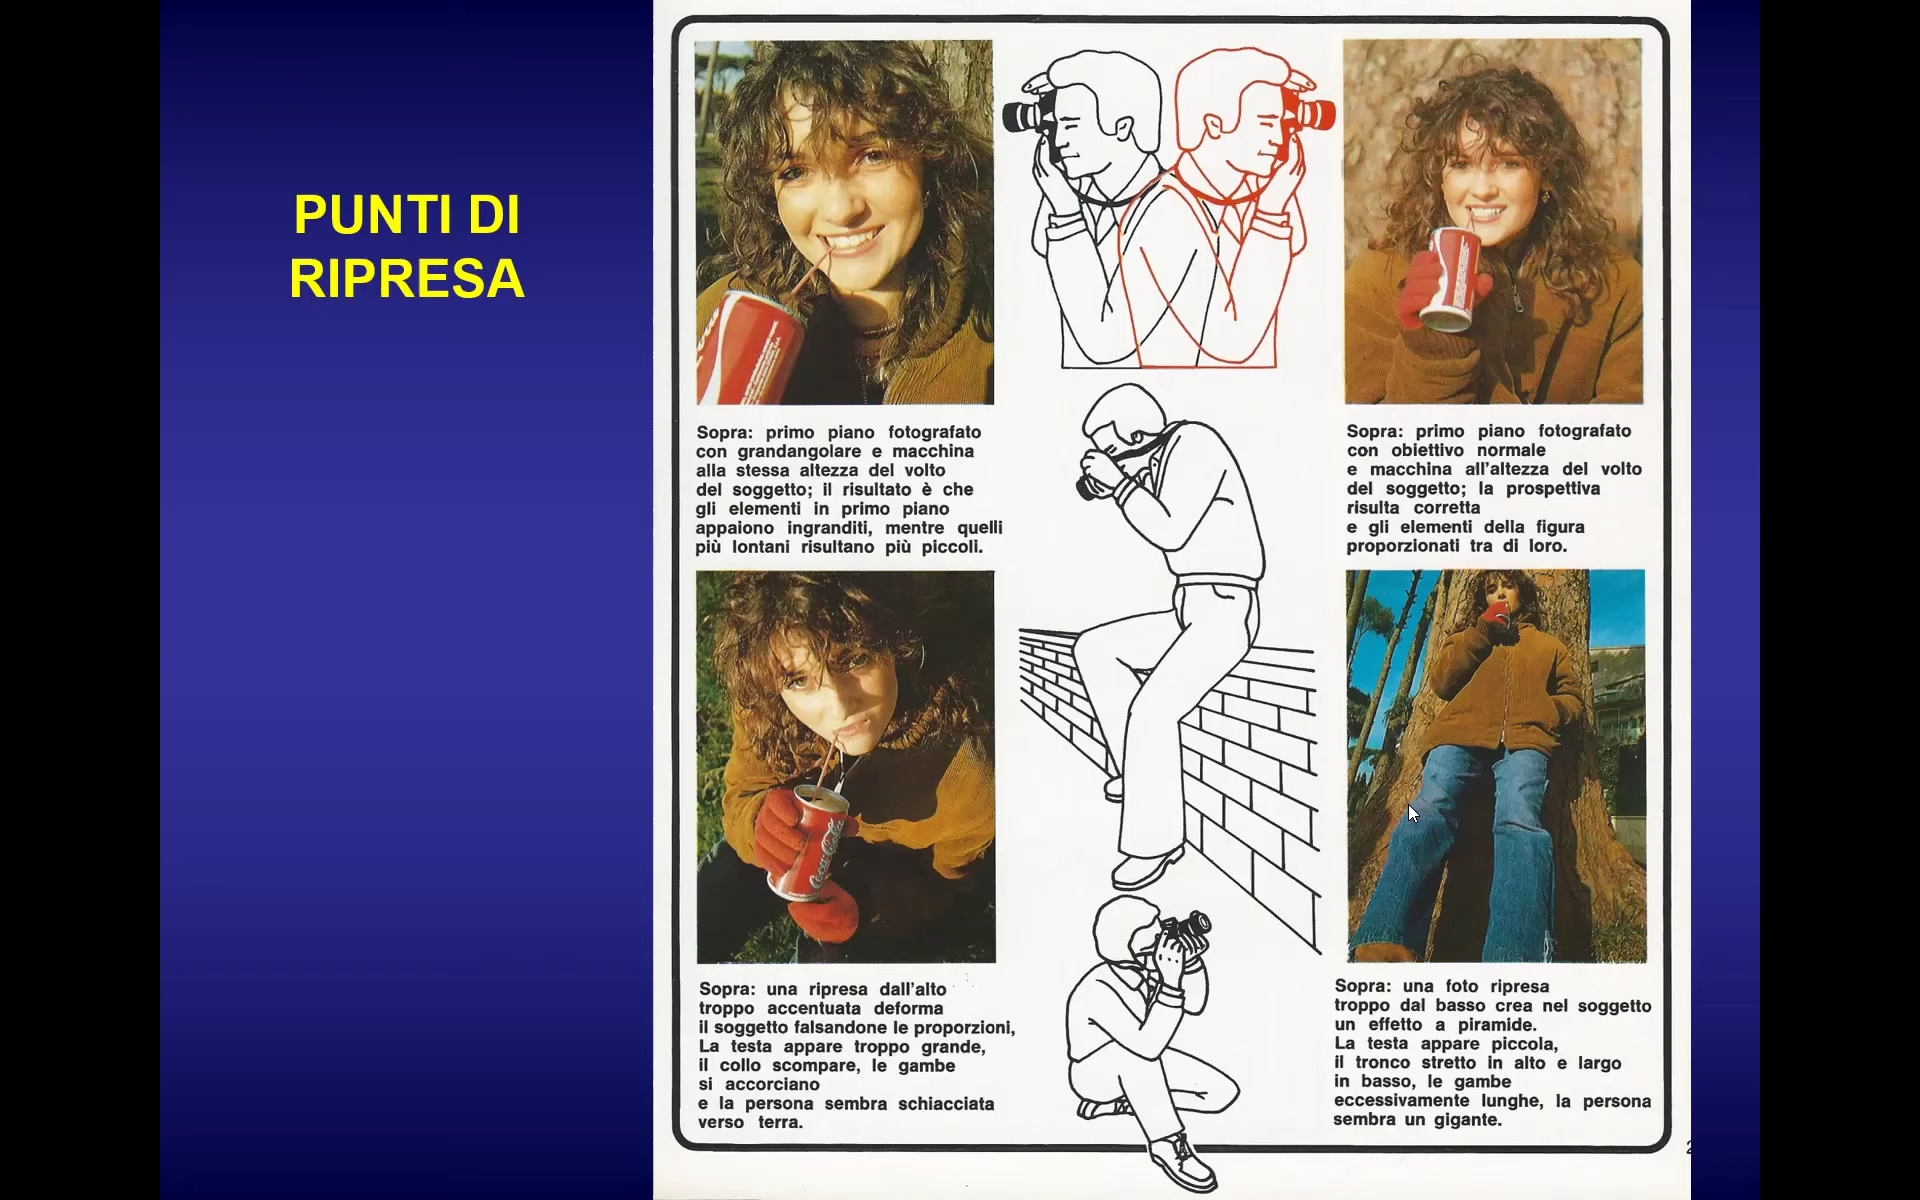 PUNTI DI
RIPRESA
Sopra: primo piano fotografato
con grandangolare e macchina
alla stessa altezza del volto
del soggetto; il risultato è che
gli elementi in primo piano
appaiono ingranditi, mentre quelli
più lontani risultano più piccoli.
Sopra: primo piano fotografato
con obiettivo normale
e macchina all'altezza del volto
del soggetto; la prospettiva
risulta corretta
e gli elementi della figura
proporzionati tra di loro.
Coca-Cola
Sopra: una ripresa dall'alto
troppo accentuata deforma
il soggetto falsandone le proporzioni,
La testa appare troppo grande,
il collo scompare, le gambe
si accorciano
e la persona sembra schiacciata
verso terra.
Sopra: una foto ripresa
troppo dal basso crea nel soggetto
un effetto a piramide.
La testa appare piccola,
il tronco stretto in alto e largo
in basso, le gambe
eccessivamente lunghe, la persona
sembra un gigante.